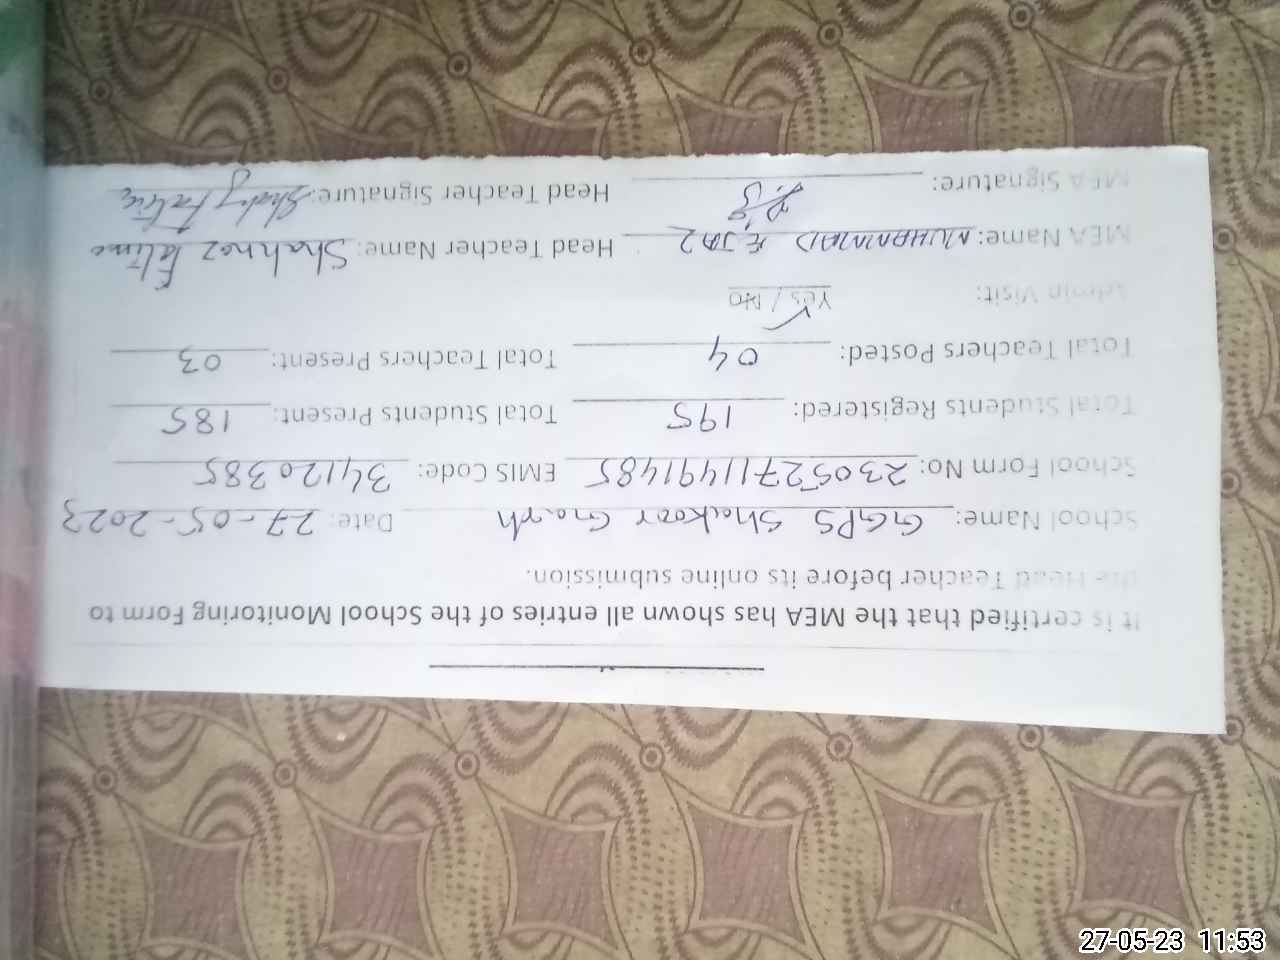 It is certified that the MEA has shown all entries of the School Monitoring Form to
the Head Teacher before its online submission.
School Name: GGPS Shakoor Garh Date: 27-05-2023
School Form No: 23052711491485 EMIS Code: 34120385
Total Students Registered: 195 Total Students Present: 185
Total Teachers Posted: 04 Total Teachers Present: 03
Admin Visit: Yes / No
MEA Name: MUHAMMAD EJAZ Head Teacher Name: Shahnaz Fatima
MEA Signature: Head Teacher Signature:
27-05-23 11:53